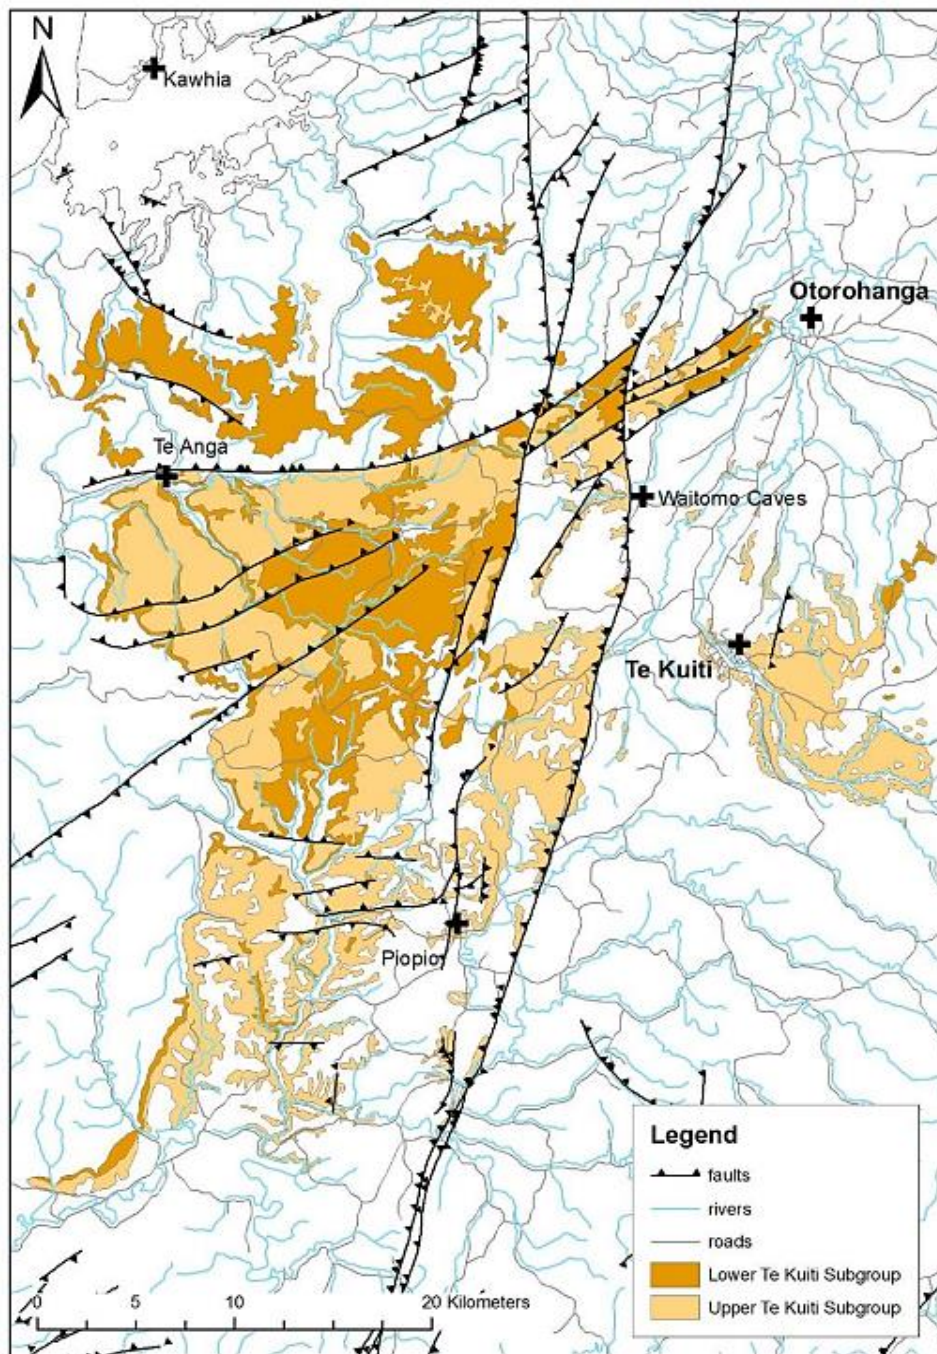 N
Kawhia
Otorohanga
Te Anga
Waitomo Caves
Te Kuiti
Piopio
Legend
faults
rivers
roads
Lower Te Kuiti Subgroup
Upper Te Kuiti Subgroup
0 5 10 20 Kilometers